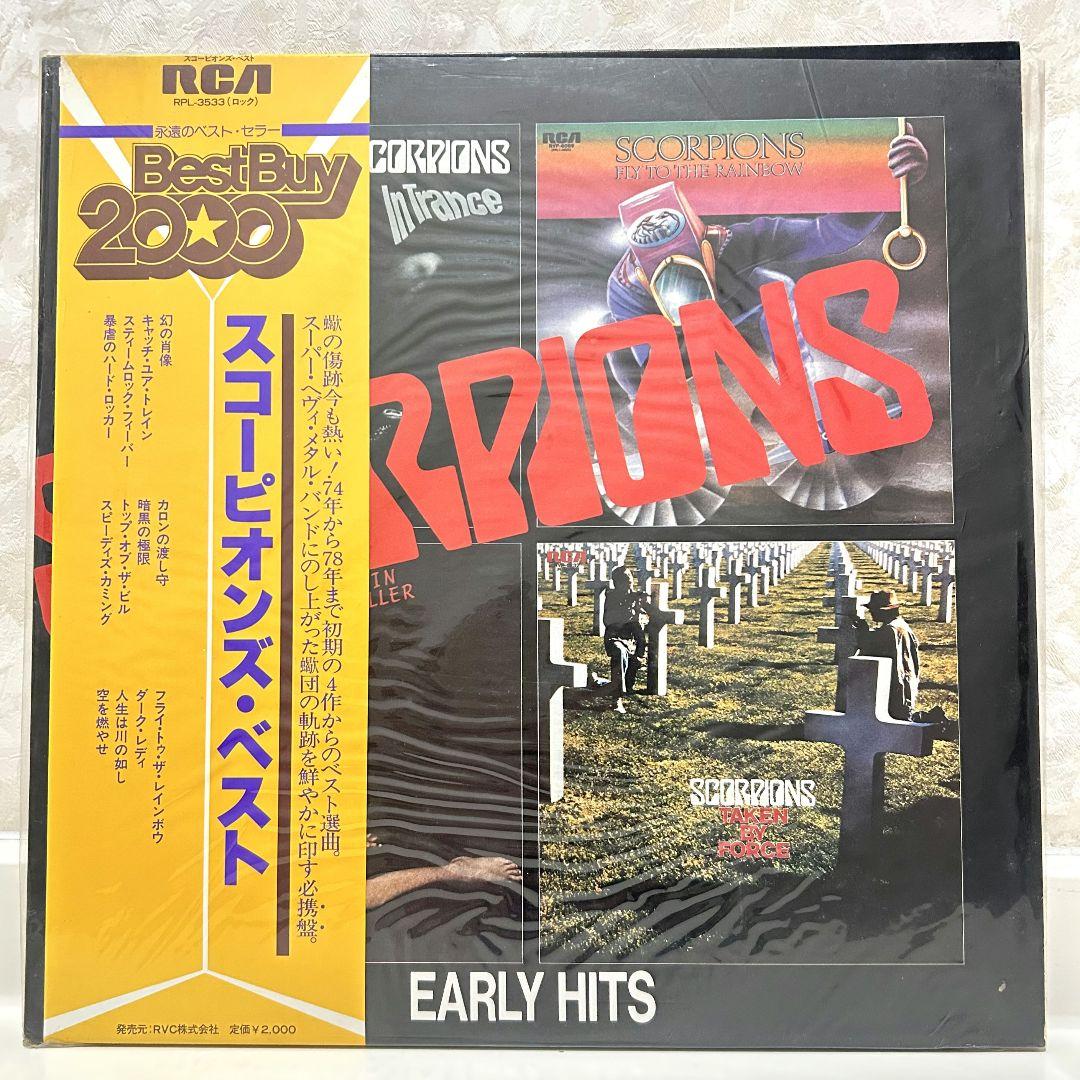 スコーピオンズ・ベスト
RCA
RPL-3533(ロック)
永遠のベスト・セラー
BestBuy
2000
蠍の傷跡今も熱い!74年から78年まで初期の4作からのベスト選曲。
スーパー・ヘヴィ・メタル・バンドにのし上がった蠍団の軌跡を鮮やかに印す必携盤。
スコーピオンズ・ベスト
幻の肖像
キャッチ・ユア・トレイン
スティームロック・フィーバー
暴虐のハード・ロッカー
カロンの渡し守
暗黒の極限
トップ・オブ・ザ・ビル
スピーディズ・カミング
フライ・トゥ・ザ・レインボウ
ダーク・レディ
人生は川の如し
空を燃やせ
発売元:RVC株式会社 定価¥2,000
CORPIONS
In Trance
RCA
SCORPIONS
FLY TO THE RAINBOW
RPIONS
IN
LLER
RCA
SCORPIONS
TAKEN
BY
FORCE
EARLY HITS